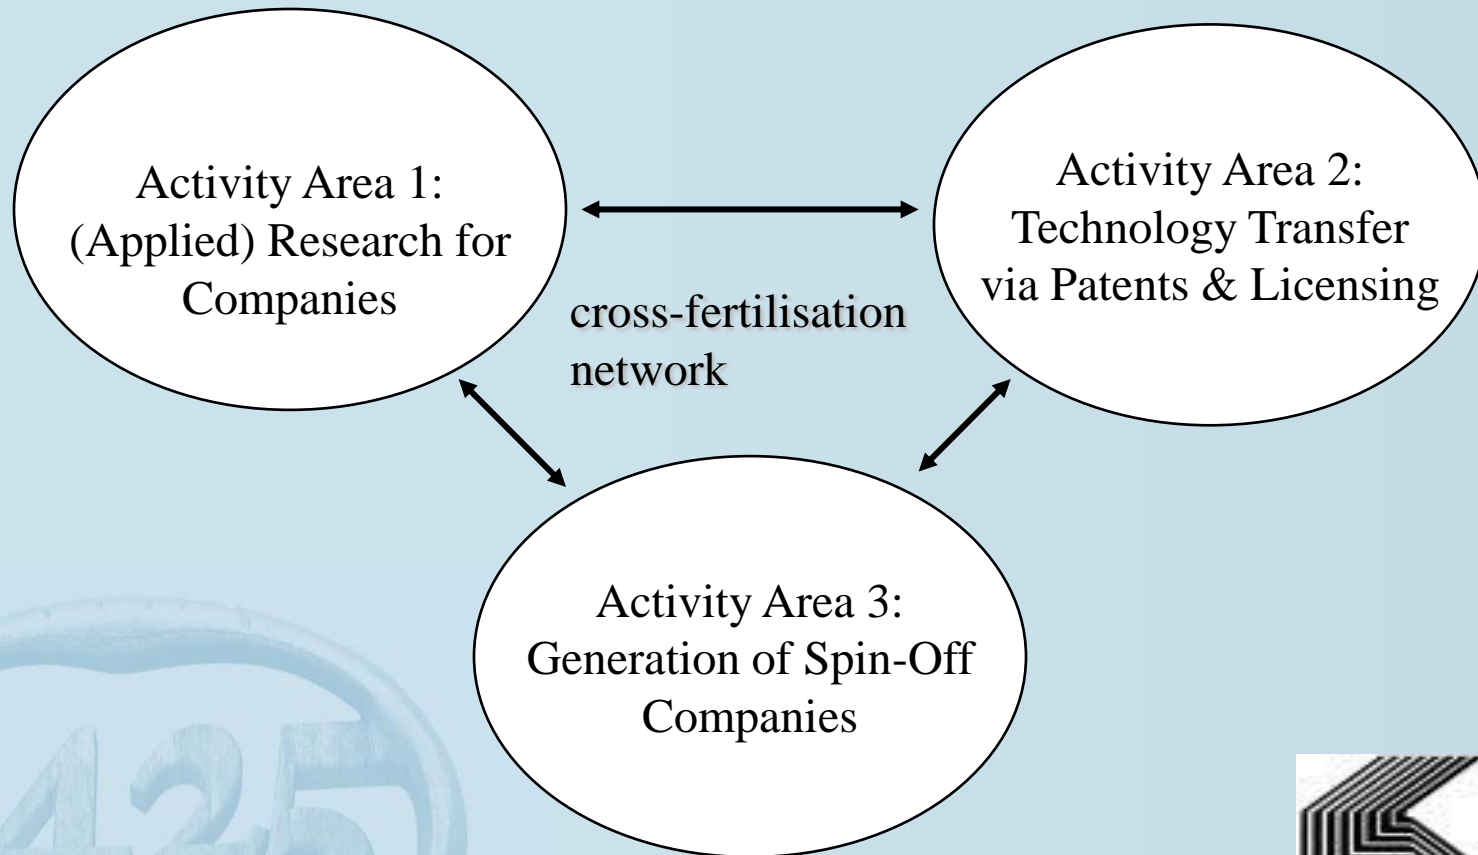 Activity Area 1:
(Applied) Research for
Companies
Activity Area 2:
Technology Transfer
via Patents & Licensing
cross-fertilisation
network
Activity Area 3:
Generation of Spin-Off
Companies
425